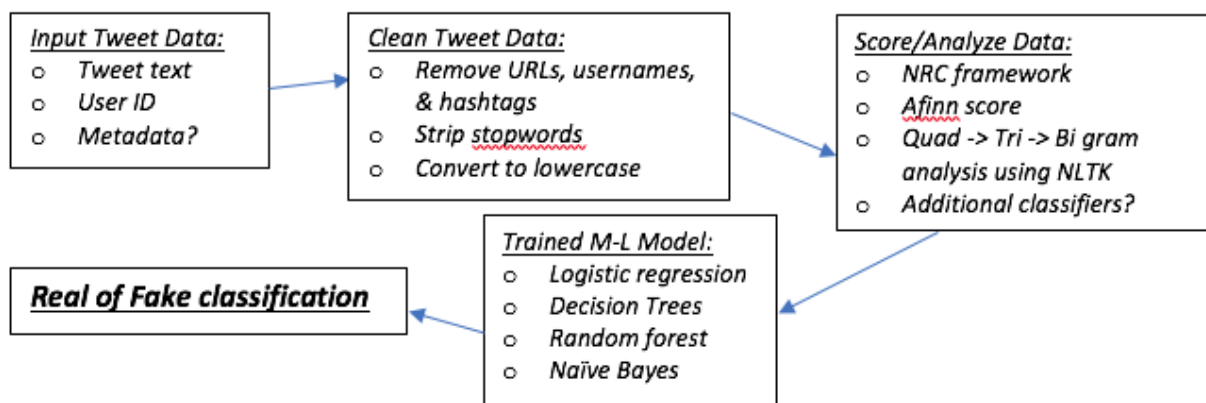 Input Tweet Data:
o Tweet text
o User ID
o Metadata?
Clean Tweet Data:
o Remove URLs, usernames,
& hashtags
o Strip stopwords
o Convert to lowercase
Score/Analyze Data:
o NRC framework
o Afinn score
o Quad -> Tri -> Bi gram
analysis using NLTK
o Additional classifiers?
Trained M-L Model:
o Logistic regression
o Decision Trees
o Random forest
o Naïve Bayes
Real of Fake classification